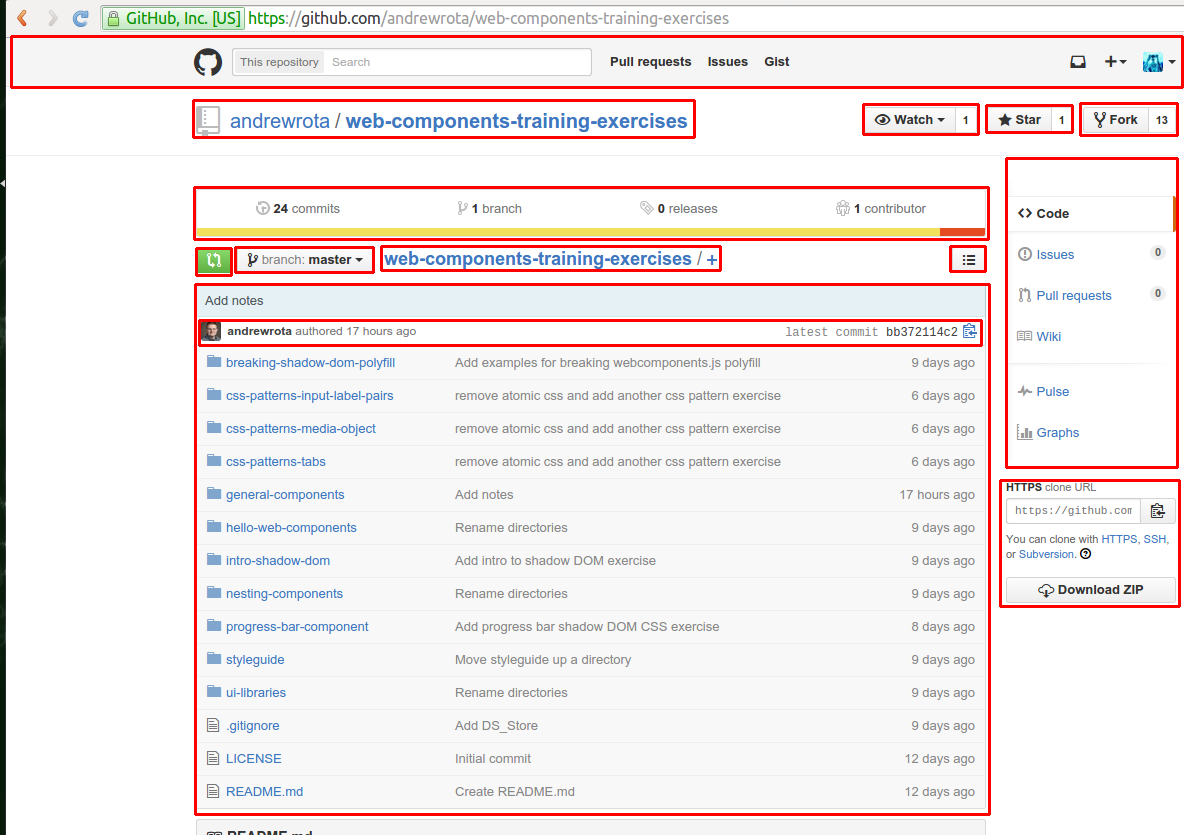 GitHub, Inc. [US] https://github.com/andrewrota/web-components-training-exercises
This repository Search Pull requests Issues Gist
andrewrota / web-components-training-exercises Watch 1 Star 1 Fork 13
24 commits 1 branch 0 releases 1 contributor
branch: master web-components-training-exercises / +
Add notes
andrewrota authored 17 hours ago latest commit bb372114c2
breaking-shadow-dom-polyfill Add examples for breaking webcomponents.js polyfill 9 days ago
css-patterns-input-label-pairs remove atomic css and add another css pattern exercise 6 days ago
css-patterns-media-object remove atomic css and add another css pattern exercise 6 days ago
css-patterns-tabs remove atomic css and add another css pattern exercise 6 days ago
general-components Add notes 17 hours ago
hello-web-components Rename directories 9 days ago
intro-shadow-dom Add intro to shadow DOM exercise 9 days ago
nesting-components Rename directories 9 days ago
progress-bar-component Add progress bar shadow DOM CSS exercise 8 days ago
styleguide Move styleguide up a directory 9 days ago
ui-libraries Rename directories 9 days ago
.gitignore Add DS_Store 9 days ago
LICENSE Initial commit 12 days ago
README.md Create README.md 12 days ago
README.md
Code
Issues 0
Pull requests 0
Wiki
Pulse
Graphs
HTTPS clone URL
https://github.com
You can clone with HTTPS, SSH,
or Subversion.
Download ZIP